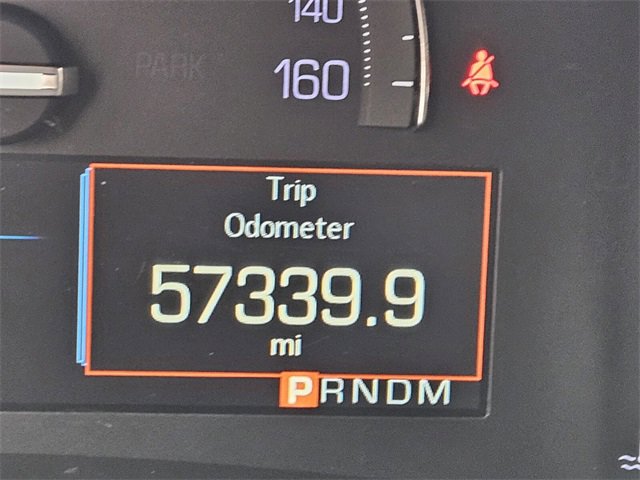 140
PARK
160
Trip
Odometer
57339.9
mi
PRNDM